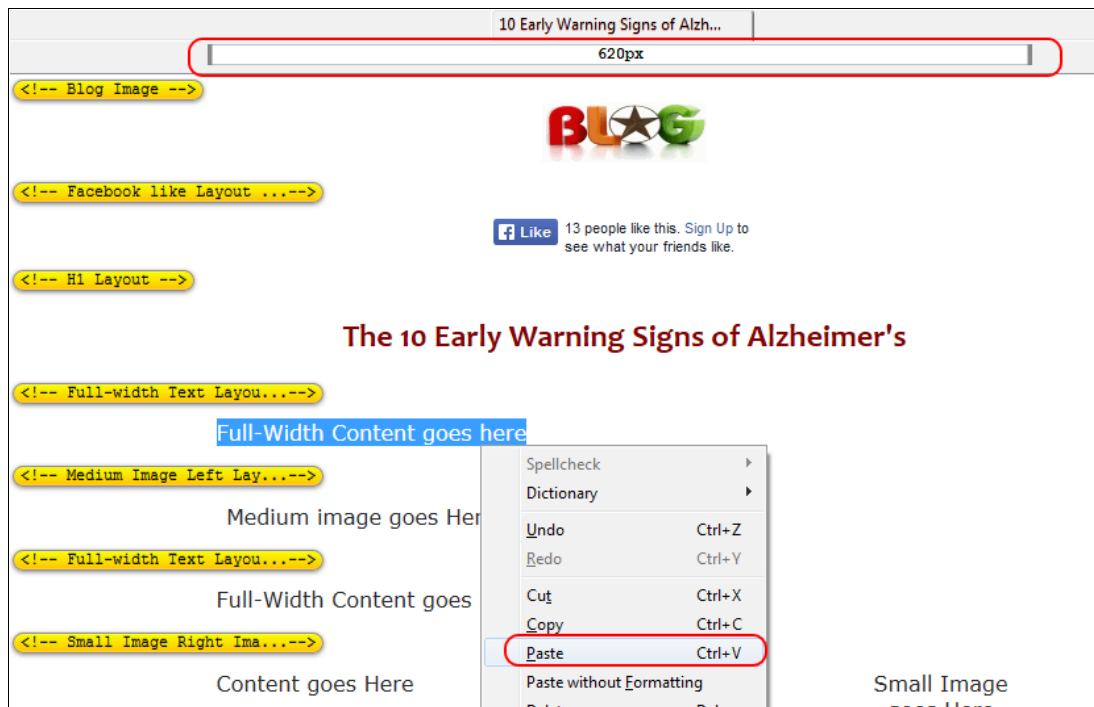 10 Early Warning Signs of Alzh...
620px
<!-- Blog Image -->
BLOG
<!-- Facebook like Layout ...-->
f Like 13 people like this. Sign Up to
see what your friends like.
<!-- H1 Layout -->
The 10 Early Warning Signs of Alzheimer's
<!-- Full-width Text Layou...-->
Full-Width Content goes here
Spellcheck
<!-- Medium Image Left Lay...-->
Dictionary
Medium image goes Her
Undo Ctrl+Z
<!-- Full-width Text Layou...-->
Redo Ctrl+Y
Full-Width Content goes
Cut Ctrl+X
Copy Ctrl+C
<!-- Small Image Right Ima...-->
Paste Ctrl+V
Content goes Here
Paste without Formatting
Small Image
goes Here